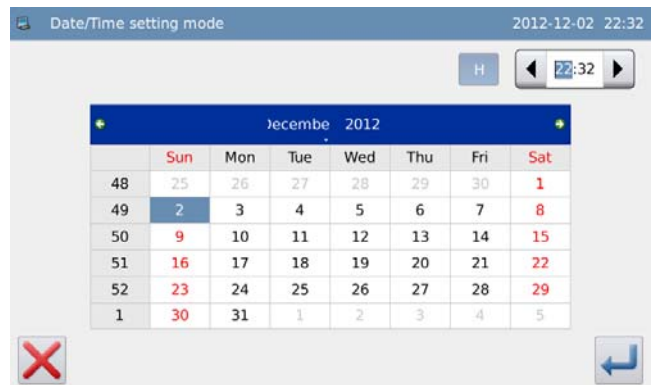 Date/Time setting mode 2012-12-02 22:32
H 22:32
ecembe 2012
Sun Mon Tue Wed Thu Fri Sat
48 25 26 27 28 29 30 1
49 2 3 4 5 6 7 8
50 9 10 11 12 13 14 15
51 16 17 18 19 20 21 22
52 23 24 25 26 27 28 29
1 30 31 1 2 3 4 5